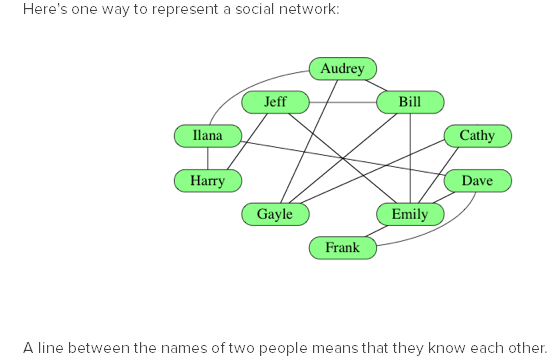 Here's one way to represent a social network:
Audrey
Jeff
Bill
Ilana
Cathy
Harry
Dave
Gayle
Emily
Frank
A line between the names of two people means that they know each other.